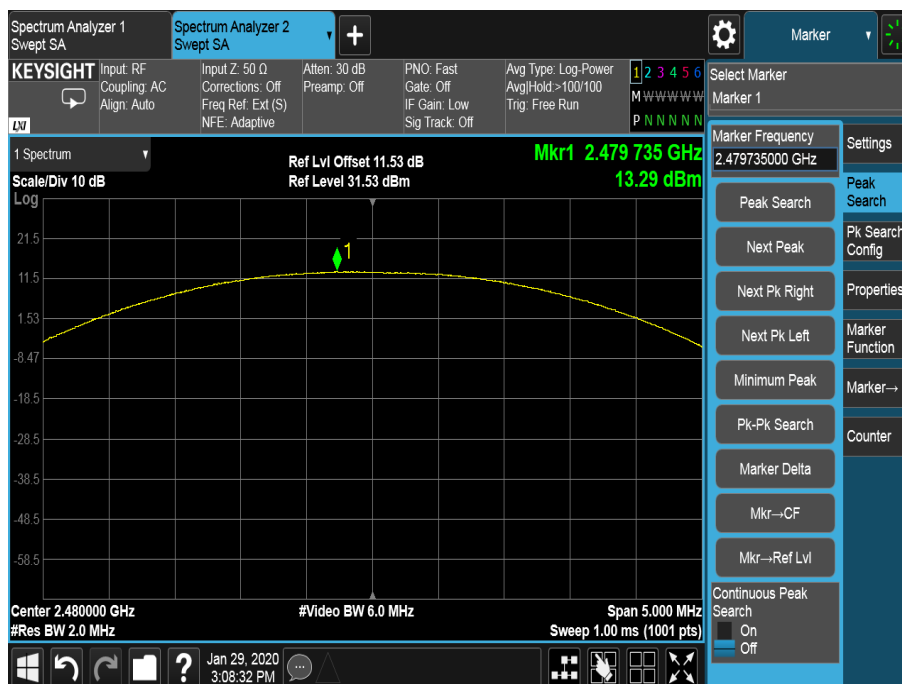 Spectrum Analyzer 1
Swept SA
Spectrum Analyzer 2
Swept SA
Marker
KEYSIGHT
LXI
Input: RF
Coupling: AC
Align: Auto
Input Z: 50 Ω
Corrections: Off
Freq Ref: Ext (S)
NFE: Adaptive
Atten: 30 dB
Preamp: Off
PNO: Fast
Gate: Off
IF Gain: Low
Sig Track: Off
Avg Type: Log-Power
Avg|Hold:>100/100
Trig: Free Run
1 2 3 4 5 6
M W W W W W
P N N N N N
Select Marker
Marker 1
1 Spectrum
Scale/Div 10 dB
Log
Ref Lvl Offset 11.53 dB
Ref Level 31.53 dBm
Mkr1 2.479 735 GHz
13.29 dBm
1
21.5
11.5
1.53
-8.47
-18.5
-28.5
-38.5
-48.5
-58.5
Center 2.480000 GHz
#Res BW 2.0 MHz
#Video BW 6.0 MHz
Span 5.000 MHz
Sweep 1.00 ms (1001 pts)
Marker Frequency
2.479735000 GHz
Peak Search
Next Peak
Next Pk Right
Next Pk Left
Minimum Peak
Pk-Pk Search
Marker Delta
Mkr→CF
Mkr→Ref Lvl
Continuous Peak
Search
On
Off
Settings
Peak
Search
Pk Search
Config
Properties
Marker
Function
Marker→
Counter
?
Jan 29, 2020
3:08:32 PM